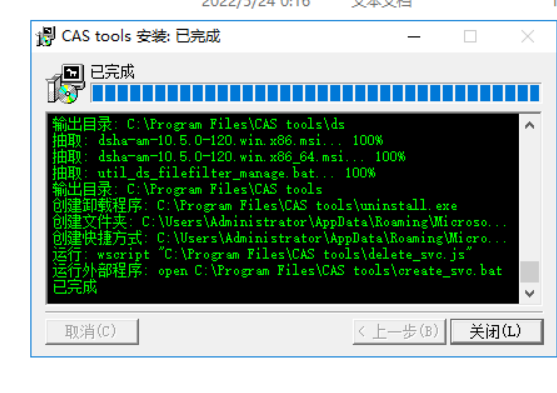 2022/5/24 0:16 文本文档
CAS tools 安装: 已完成
已完成
输出目录: C:\Program Files\CAS tools\ds
抽取: dsha-am-10.5.0-120.win.x86.msi... 100%
抽取: dsha-am-10.5.0-120.win.x86_64.msi... 100%
抽取: util_ds_filefilter_manage.bat... 100%
输出目录: C:\Program Files\CAS tools
创建卸载程序: C:\Program Files\CAS tools\uninstall.exe
创建文件夹: C:\Users\Administrator\AppData\Roaming\Microso...
创建快捷方式: C:\Users\Administrator\AppData\Roaming\Micro...
运行: wscript "C:\Program Files\CAS tools\delete_svc.js"
运行外部程序: open C:\Program Files\CAS tools\create_svc.bat
已完成
取消(C) < 上一步(B) 关闭(L)